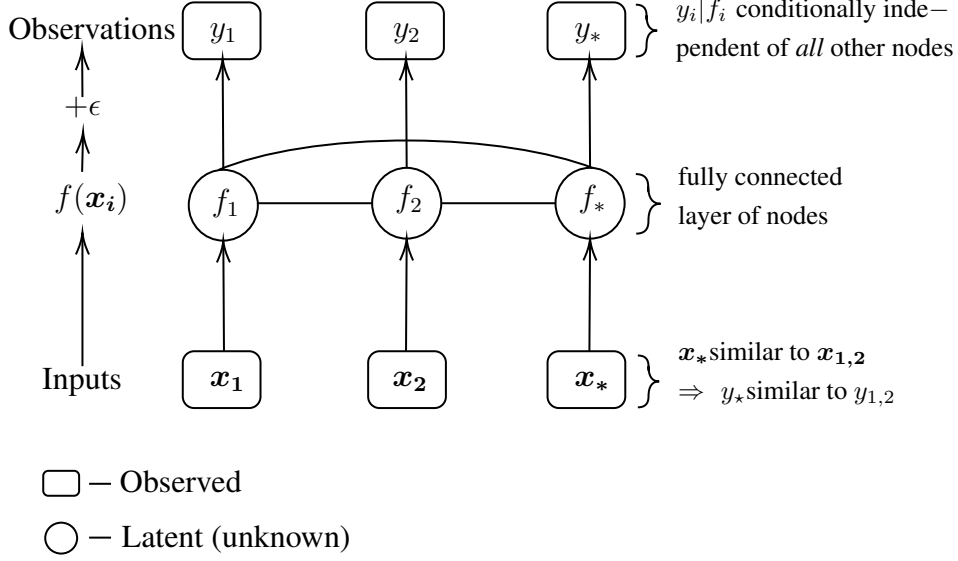 Observations y₁ y₂ y∗ yᵢ|fᵢ conditionally inde−
pendent of all other nodes
+ϵ
f(𝒙ᵢ) f₁ f₂ f∗ fully connected
layer of nodes
Inputs 𝒙₁ 𝒙₂ 𝒙∗ 𝒙∗similar to 𝒙₁,₂
⇒ y⋆similar to y₁,₂
– Observed
– Latent (unknown)